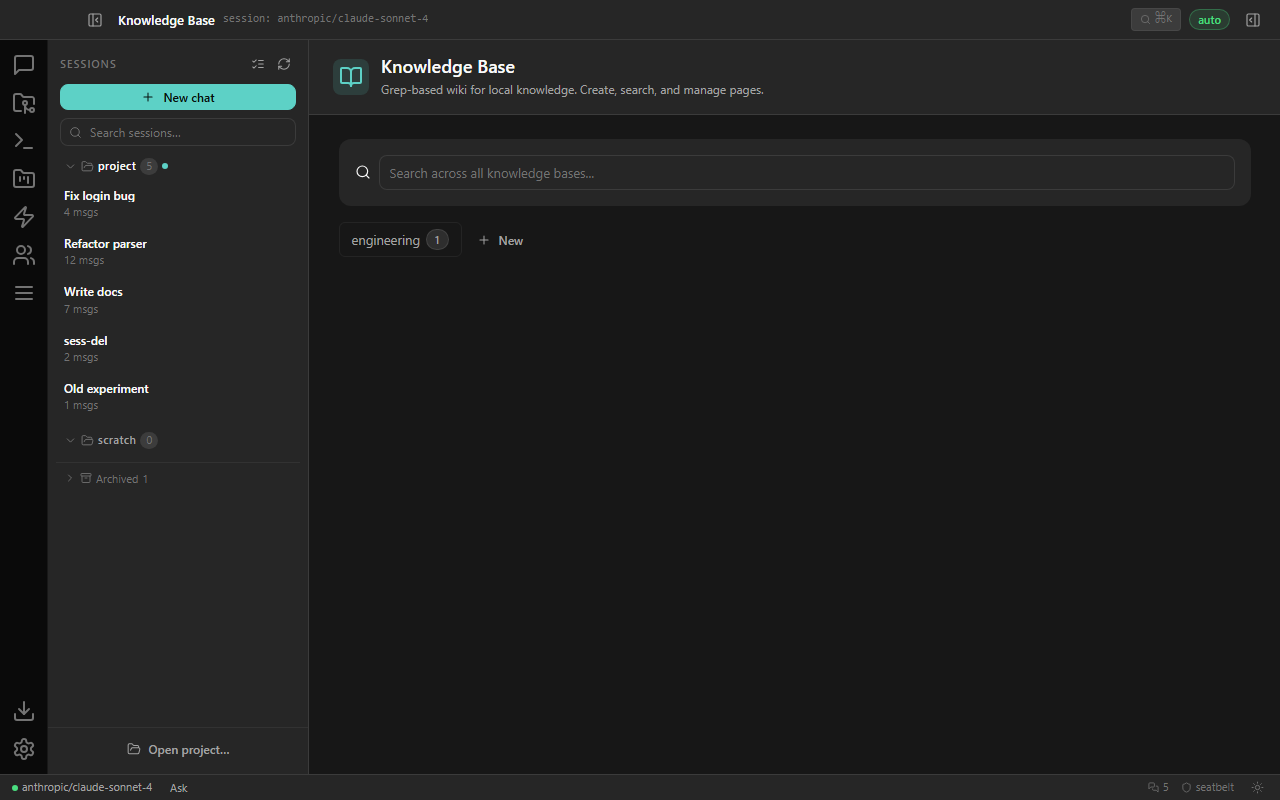 Knowledge Base session: anthropic/claude-sonnet-4 ⌘K auto
SESSIONS
+ New chat
Search sessions...
project 5
Fix login bug
4 msgs
Refactor parser
12 msgs
Write docs
7 msgs
sess-del
2 msgs
Old experiment
1 msgs
scratch 0
Archived 1
Open project...
Knowledge Base
Grep-based wiki for local knowledge. Create, search, and manage pages.
Search across all knowledge bases...
engineering 1 + New
anthropic/claude-sonnet-4 Ask 5 seatbelt